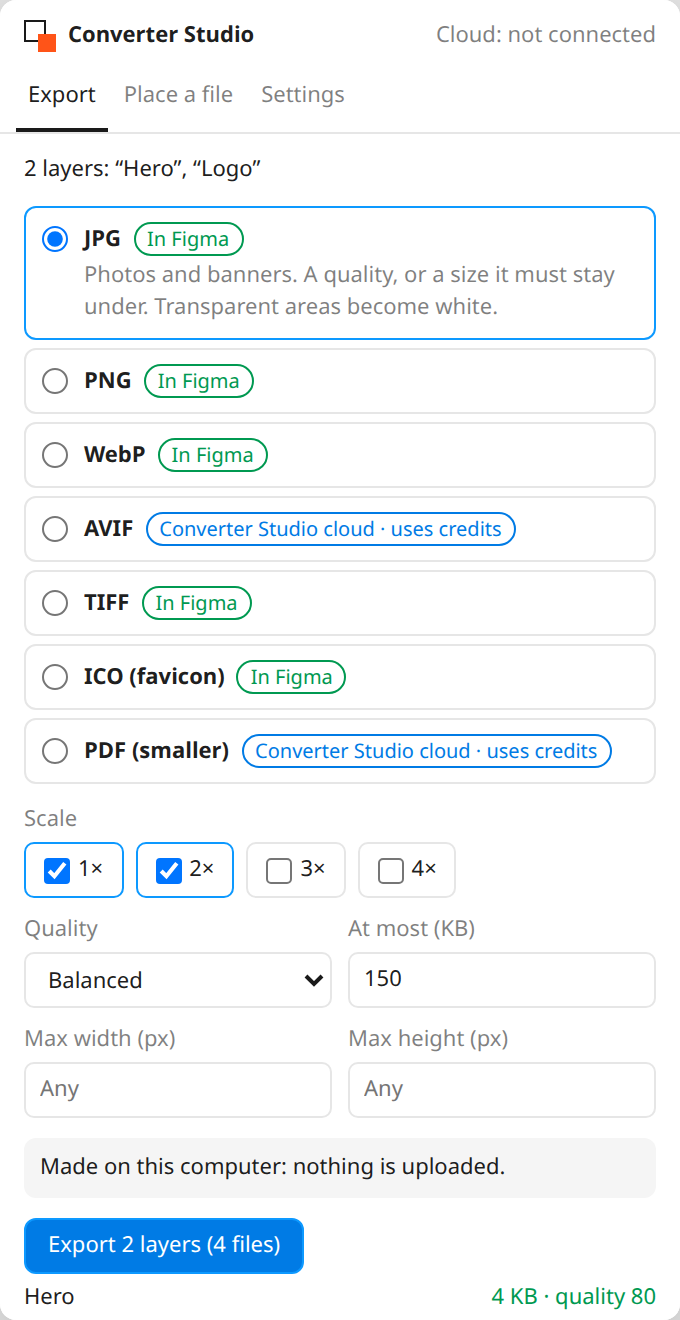 Converter Studio
Cloud: not connected
Export
Place a file
Settings
2 layers: “Hero”, “Logo”
JPG In Figma
Photos and banners. A quality, or a size it must stay
under. Transparent areas become white.
PNG In Figma
WebP In Figma
AVIF Converter Studio cloud · uses credits
TIFF In Figma
ICO (favicon) In Figma
PDF (smaller) Converter Studio cloud · uses credits
Scale
1× 2× 3× 4×
Quality
At most (KB)
Balanced
150
Max width (px)
Max height (px)
Any
Any
Made on this computer: nothing is uploaded.
Export 2 layers (4 files)
Hero
4 KB · quality 80